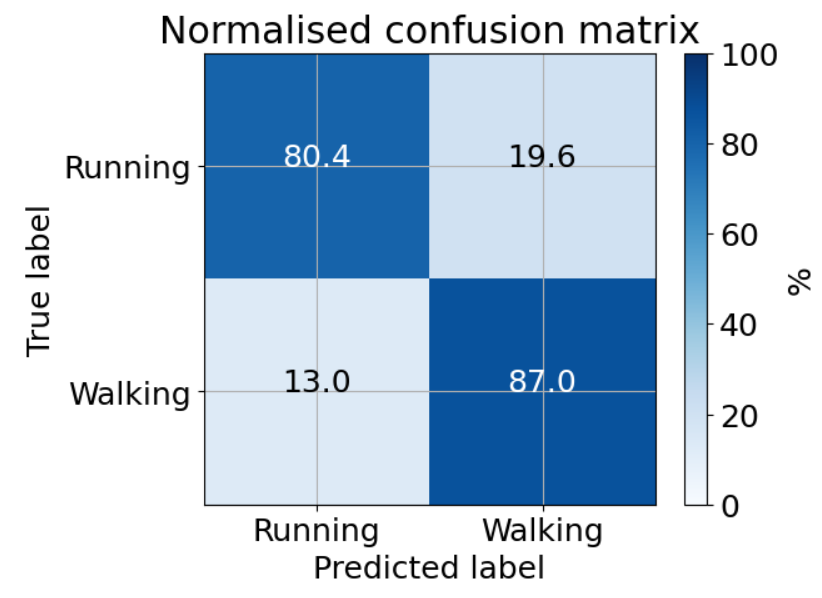 Normalised confusion matrix
True label
Running
80.4
19.6
Walking
13.0
87.0
Running
Walking
Predicted label
100
80
60
40
20
0
%